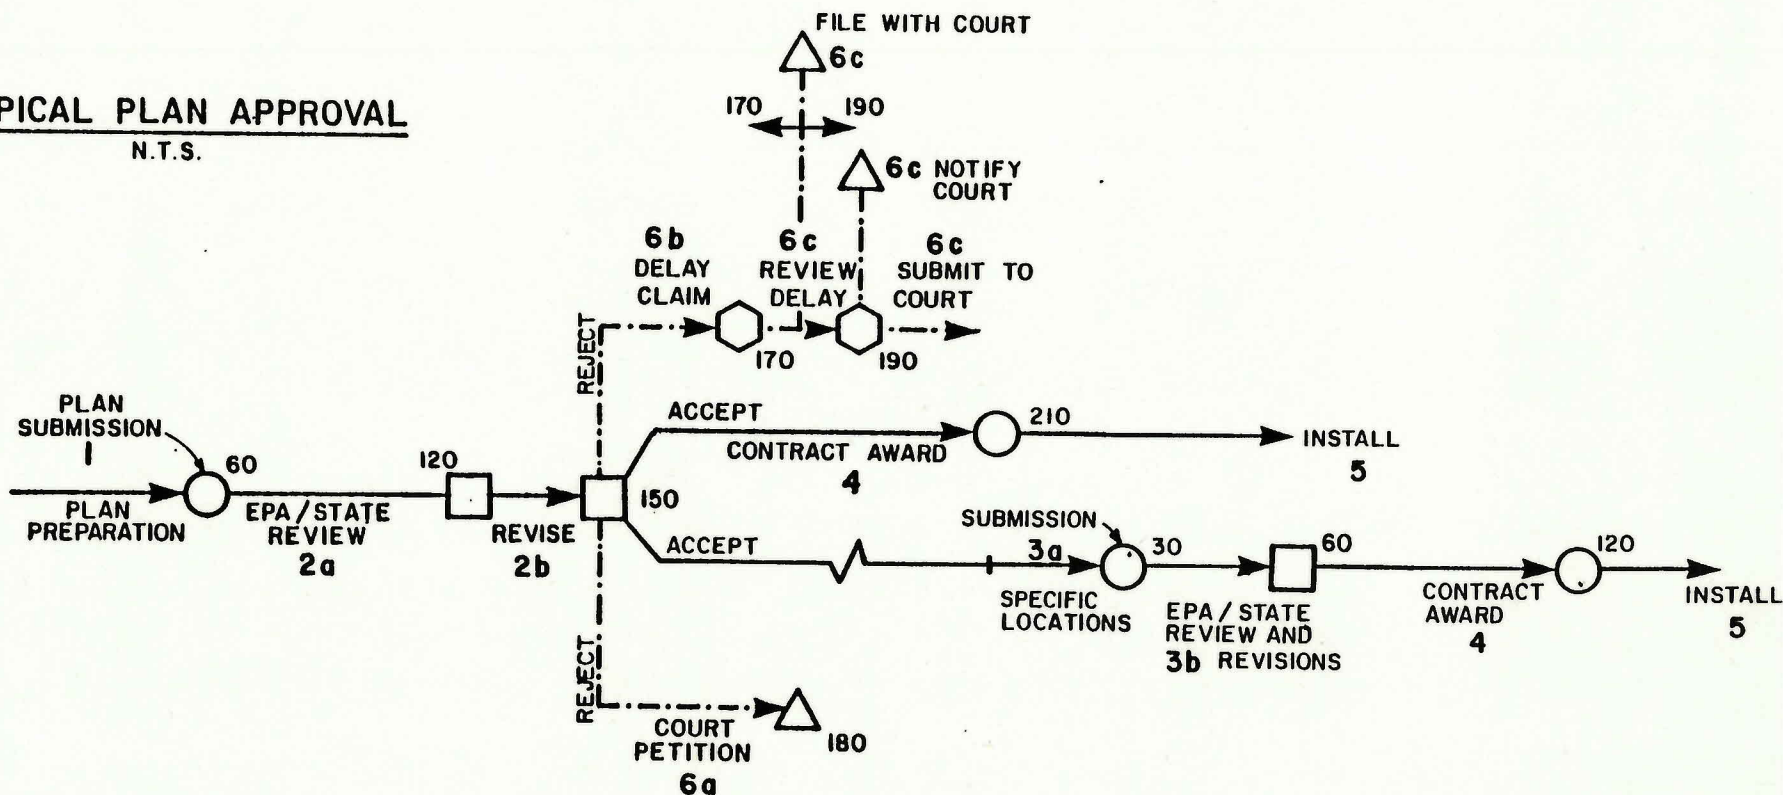 PICAL PLAN APPROVAL
N.T.S.
FILE WITH COURT
6c
170 190
6c NOTIFY
COURT
6b
DELAY
CLAIM
6c
REVIEW
DELAY
6c
SUBMIT TO
COURT
REJECT
170
190
PLAN
SUBMISSION
1
60
PLAN
PREPARATION
EPA/STATE
REVIEW
2a
120
REVISE
2b
150
ACCEPT
CONTRACT AWARD
4
210
INSTALL
5
ACCEPT
SUBMISSION
3a
30
SPECIFIC
LOCATIONS
EPA/STATE
REVIEW AND
3b REVISIONS
60
CONTRACT
AWARD
4
120
INSTALL
5
REJECT
COURT
PETITION
6a
180